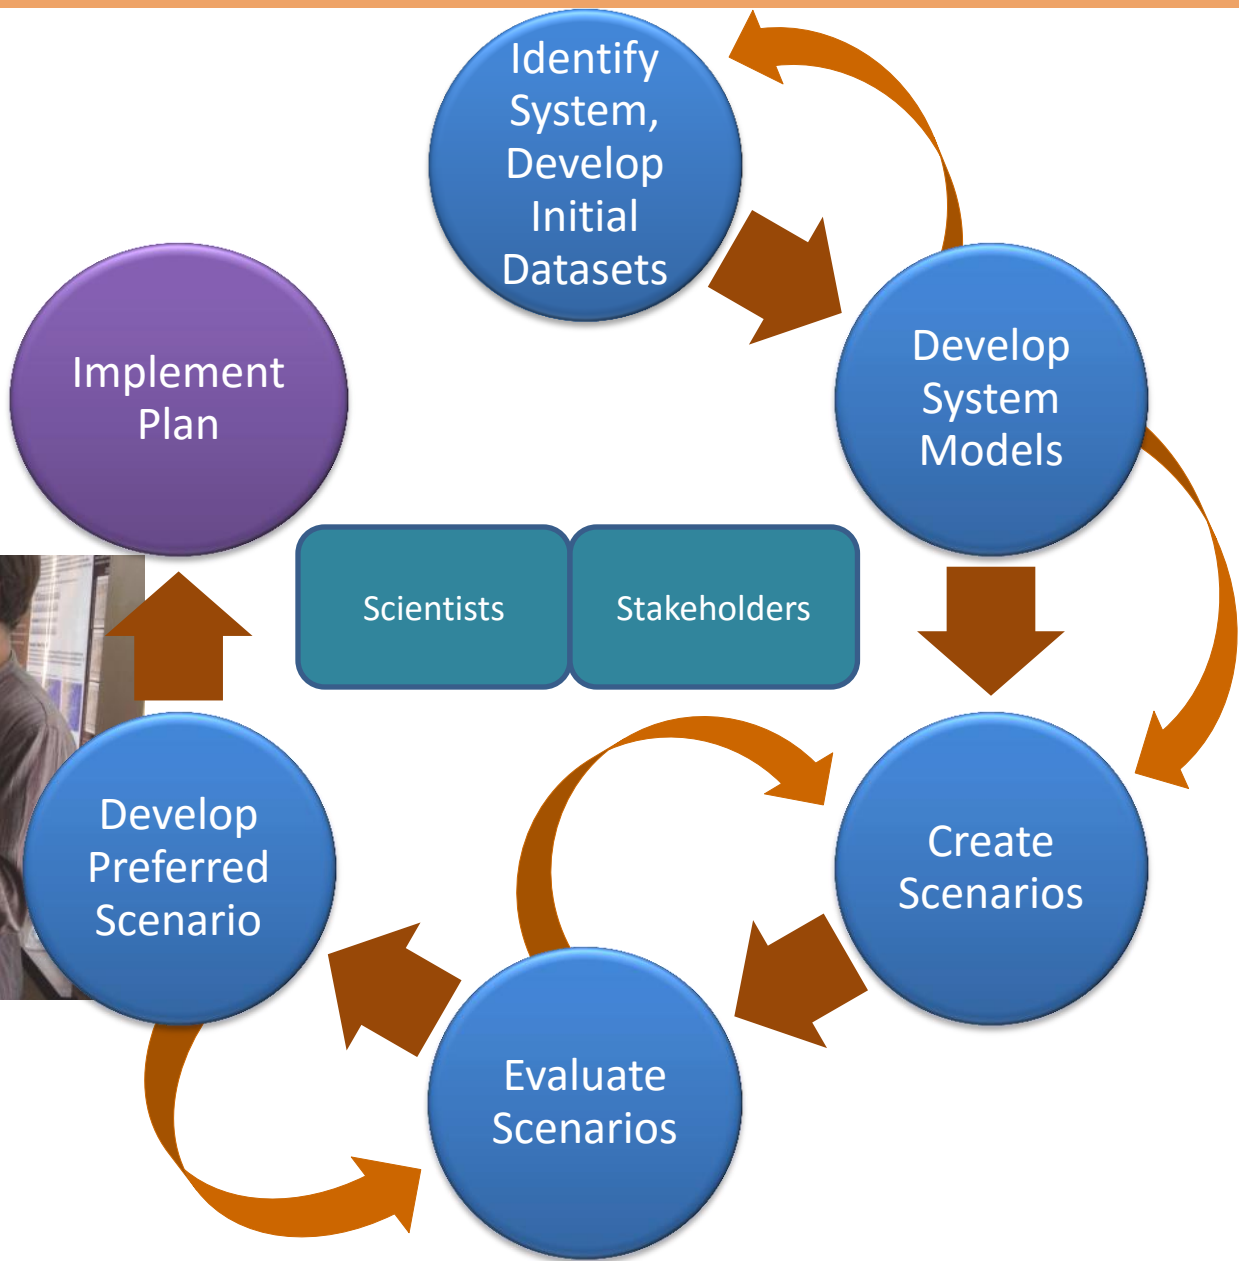 Identify
System,
Develop
Initial
Datasets
Develop
System
Models
Create
Scenarios
Evaluate
Scenarios
Develop
Preferred
Scenario
Implement
Plan
Scientists
Stakeholders